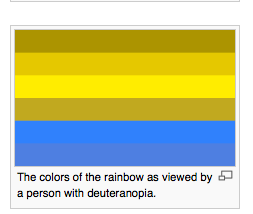 The colors of the rainbow as viewed by
a person with deuteranopia.